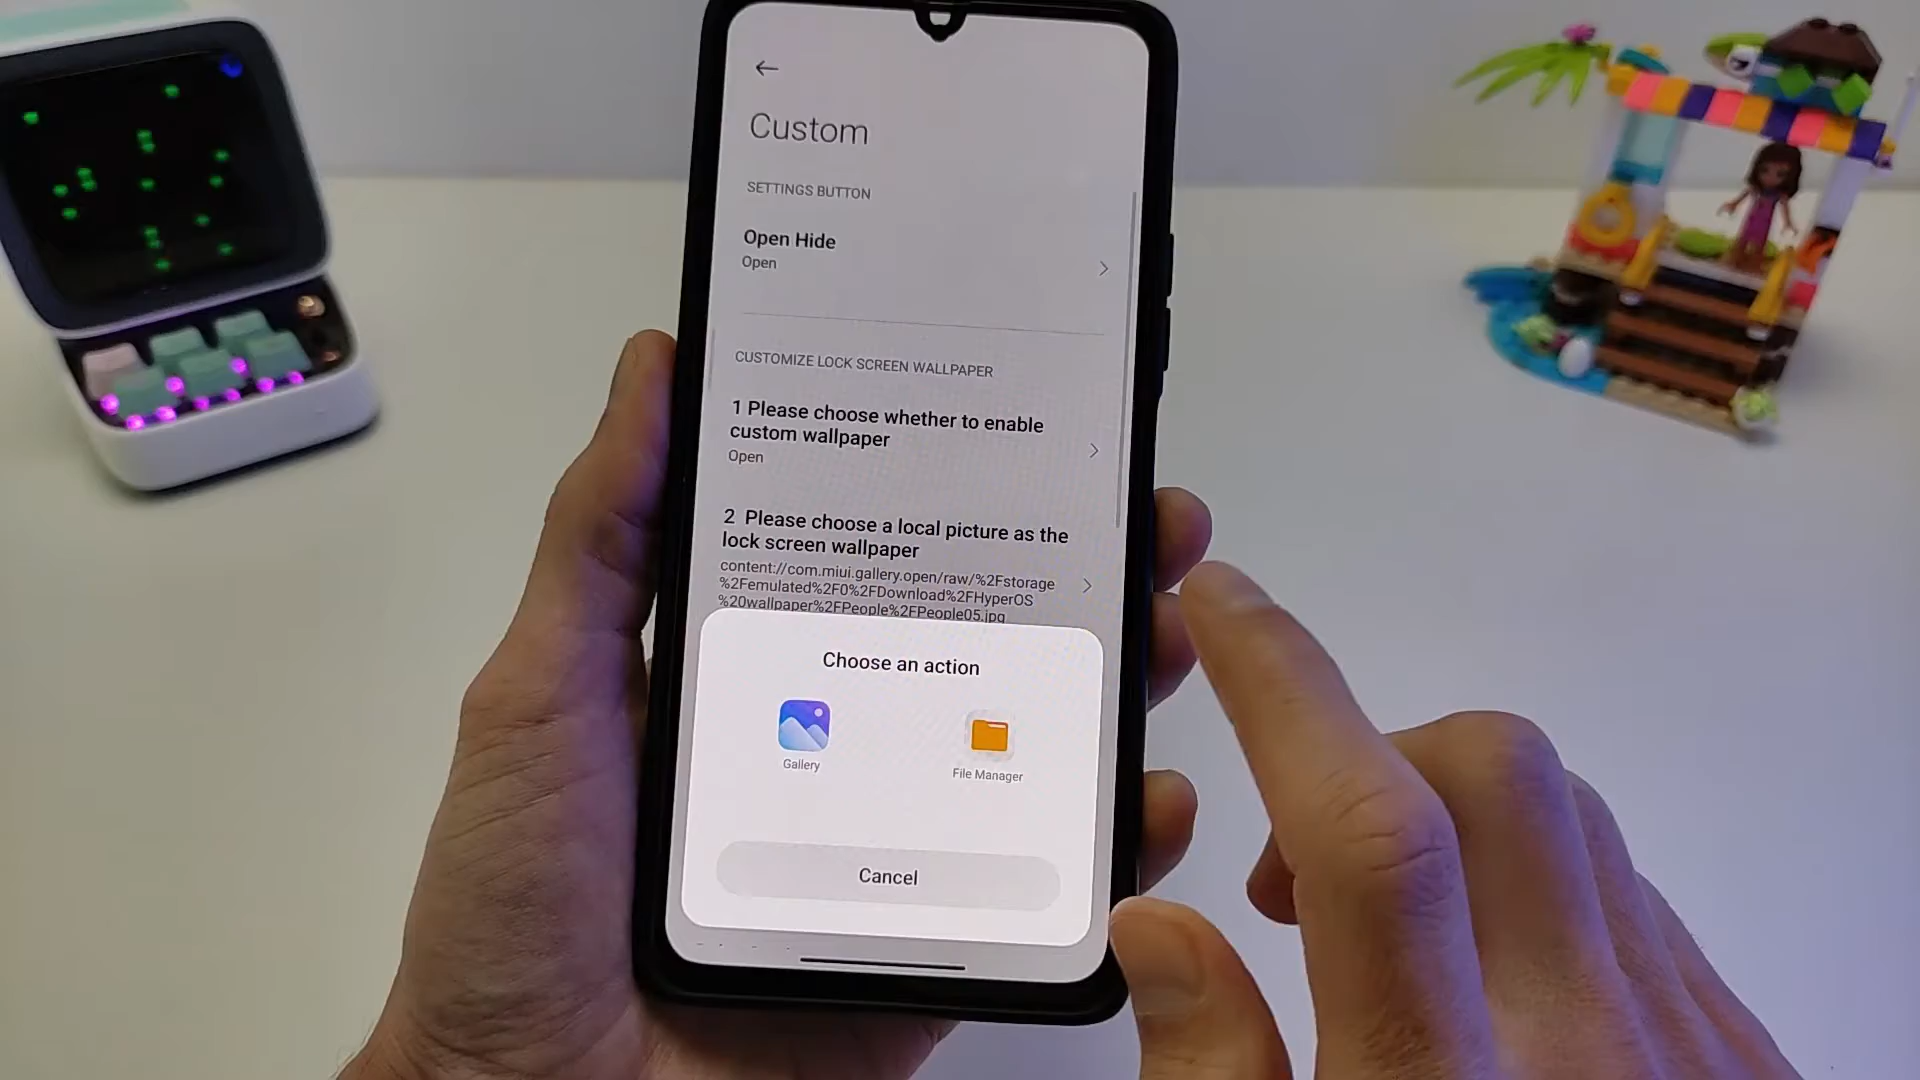 Custom
SETTINGS BUTTON
Open Hide
Open
CUSTOMIZE LOCK SCREEN WALLPAPER
1 Please choose whether to enable
custom wallpaper
Open
2 Please choose a local picture as the
lock screen wallpaper
content://com.miui.gallery.open/raw/%2Fstorage
%2Femulated%2F0%2FDownload%2FHyperOS
%20wallpaper%2FPeople%2FPeople05.jpg
Choose an action
Gallery
File Manager
Cancel